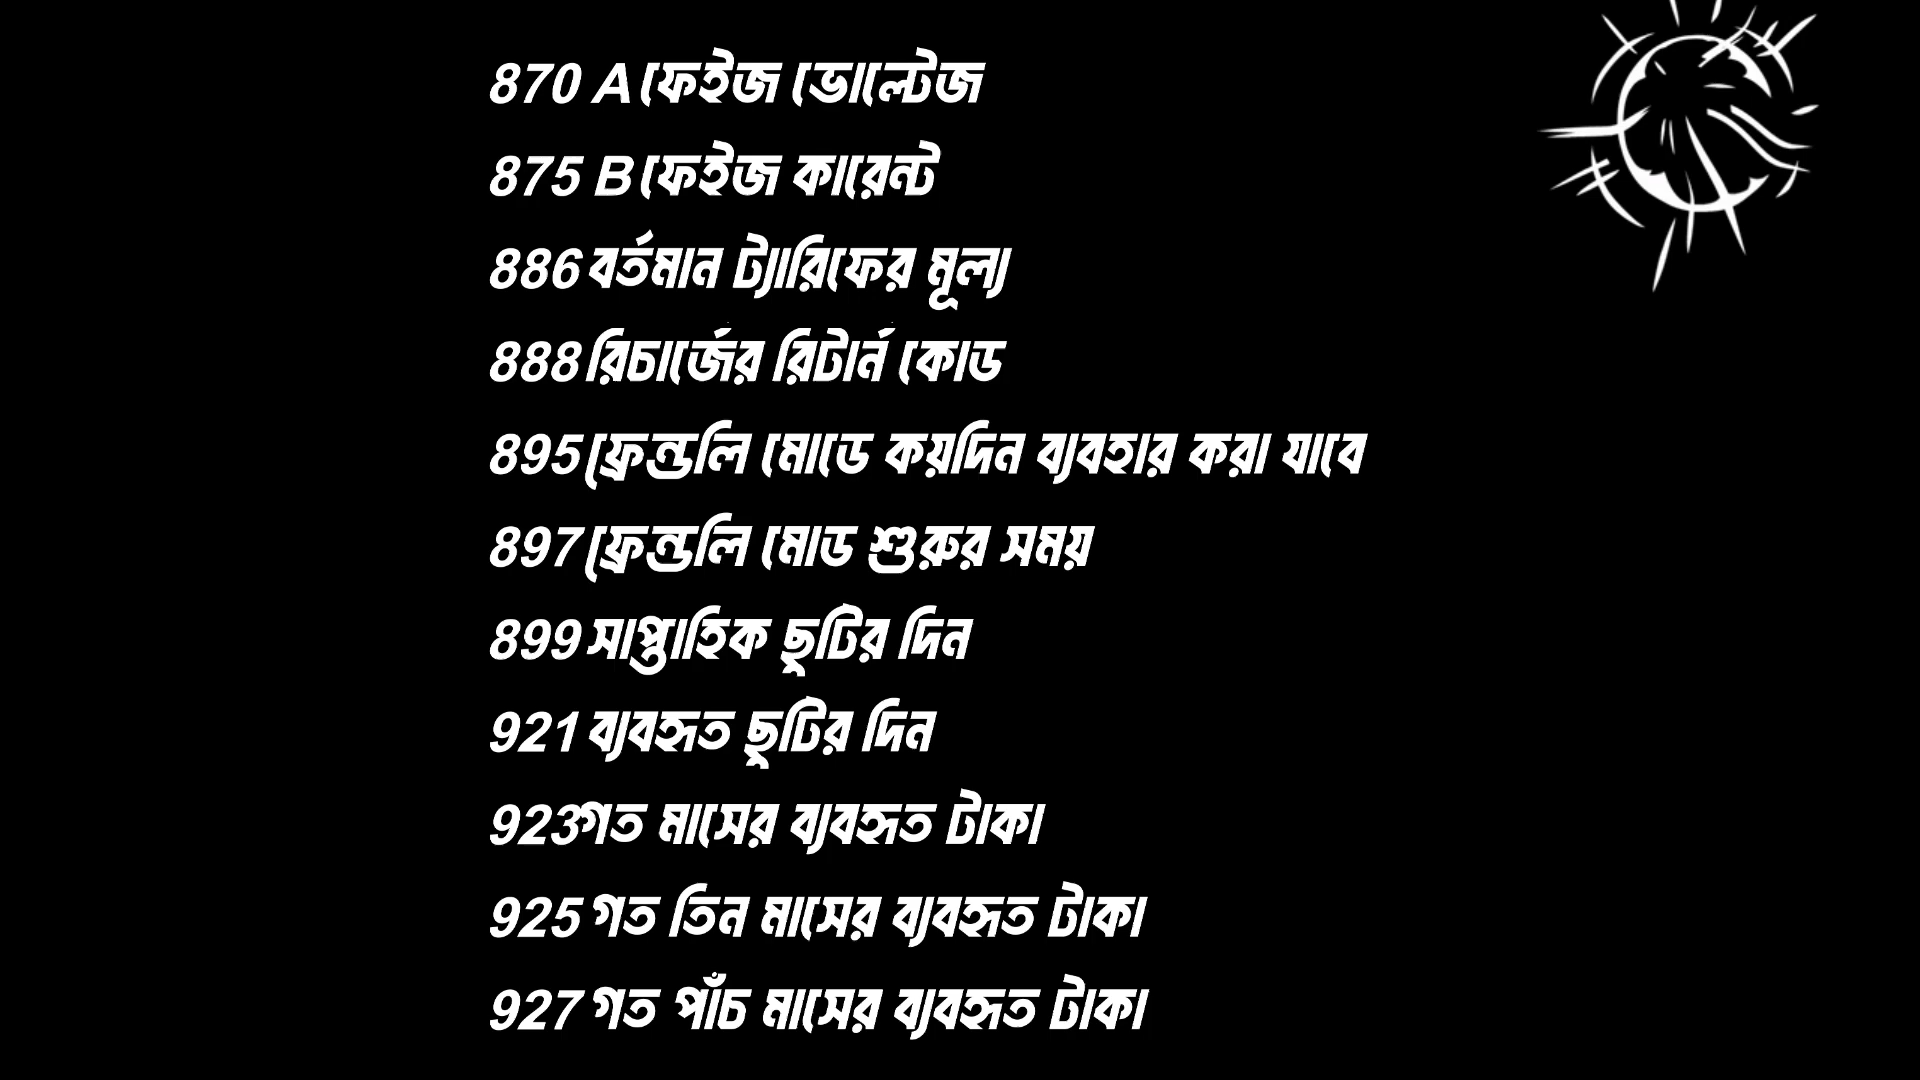 870 A ফেইজ ভোল্টেজ
875 B ফেইজ কারেন্ট
886 বর্তমান ট্যারিফের মূল্য
888 রিচার্জের রিটার্ন কোড
895 ফ্রেন্ডলি মোডে কয়দিন ব্যবহার করা যাবে
897 ফ্রেন্ডলি মোড শুরুর সময়
899 সাপ্তাহিক ছুটির দিন
921 ব্যবহৃত ছুটির দিন
923 গত মাসের ব্যবহৃত টাকা
925 গত তিন মাসের ব্যবহৃত টাকা
927 গত পাঁচ মাসের ব্যবহৃত টাকা